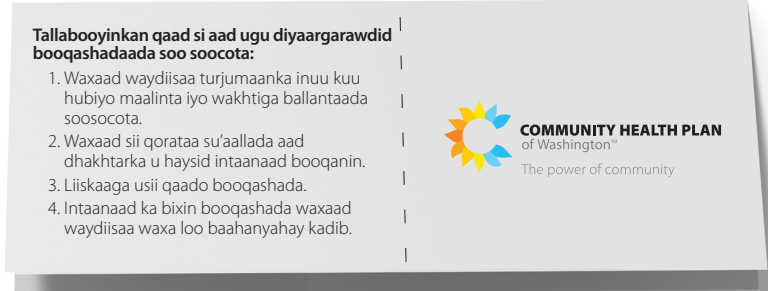 Tallabooyinkan qaad si aad ugu diyaargarawdid
booqashadaada soo soocota:
1. Waxaad waydiisaa turjumaanka inuu kuu
hubiyo maalinta iyo wakhtiga ballantaada
soosocota.
2. Waxaad sii qorataa su’aallada aad
dhakhtarka u haysid intaanaad booqanin.
3. Liiskaaga usii qaado booqashada.
4. Intaanaad ka bixin booqashada waxaad
waydiisaa waxa loo baahanyahay kadib.
COMMUNITY HEALTH PLAN
of Washington™
The power of community